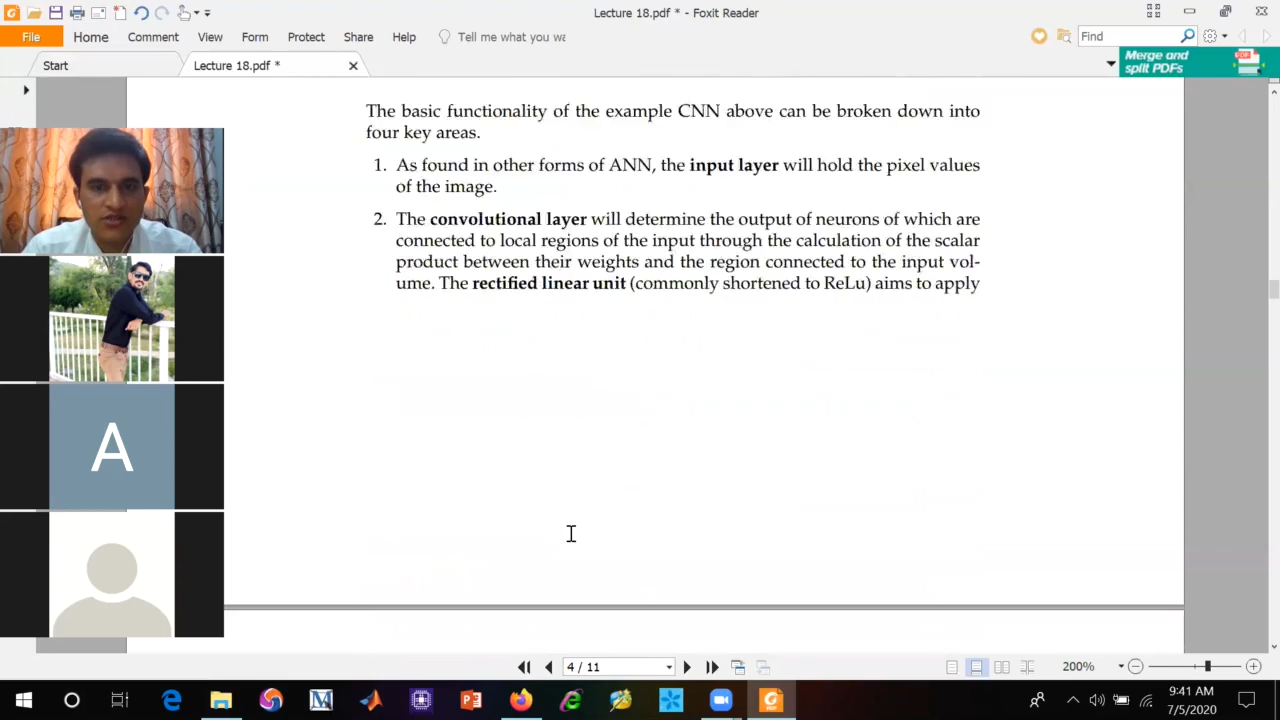 Lecture 18.pdf * - Foxit Reader
File Home Comment View Form Protect Share Help Tell me what you wa Find
Start Lecture 18.pdf * Merge and
split PDFs
The basic functionality of the example CNN above can be broken down into
four key areas.
1. As found in other forms of ANN, the input layer will hold the pixel values
of the image.
2. The convolutional layer will determine the output of neurons of which are
connected to local regions of the input through the calculation of the scalar
product between their weights and the region connected to the input vol-
ume. The rectified linear unit (commonly shortened to ReLu) aims to apply
A
4 / 11 200%
9:41 AM
7/5/2020